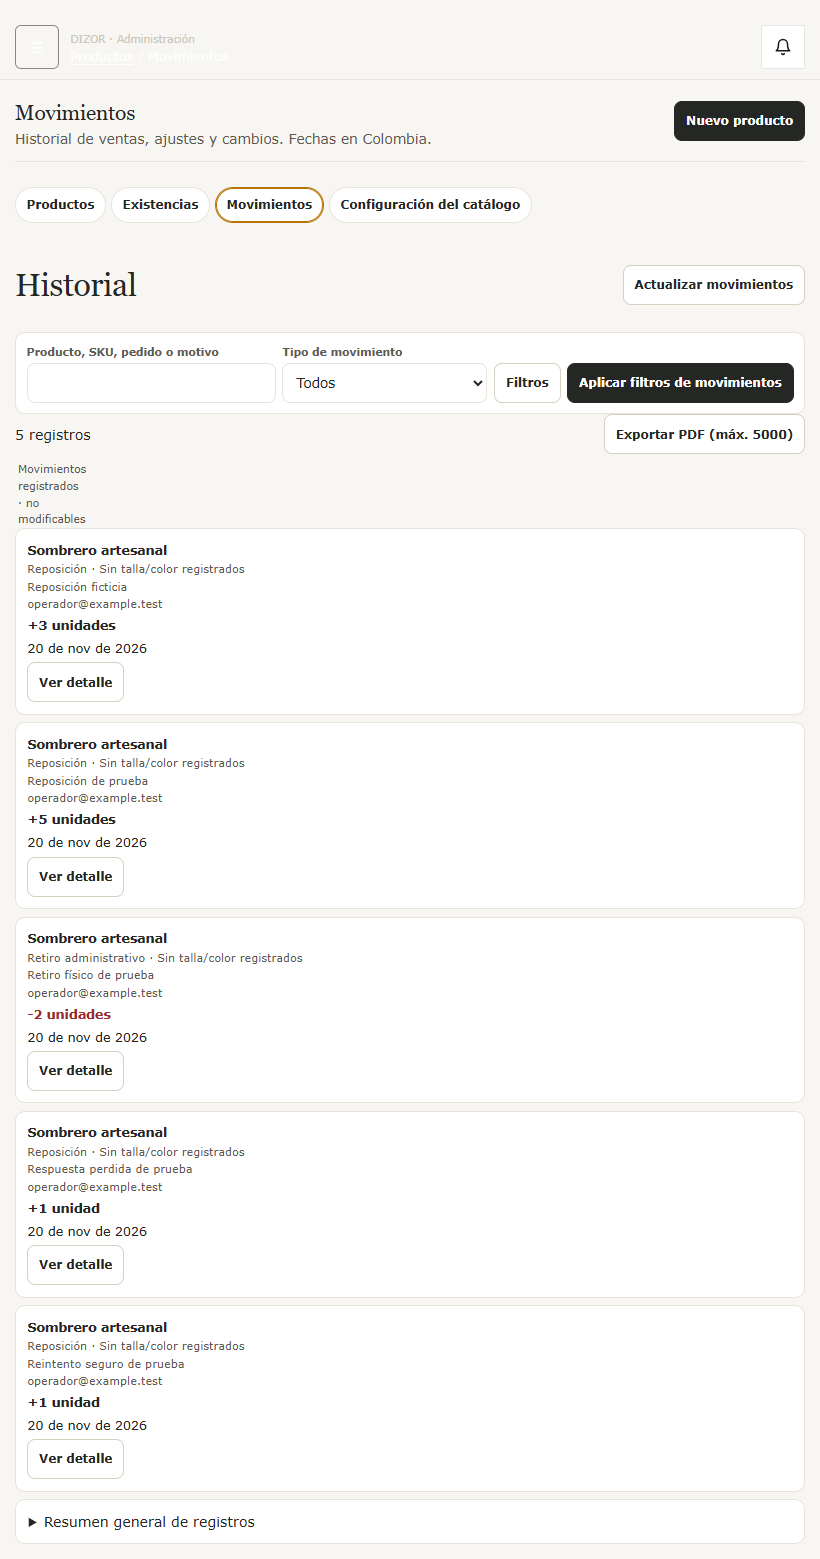 DIZOR · Administración
Productos / Movimientos
Movimientos
Historial de ventas, ajustes y cambios. Fechas en Colombia.
Nuevo producto
Productos
Existencias
Movimientos
Configuración del catálogo
Historial
Actualizar movimientos
Producto, SKU, pedido o motivo
Tipo de movimiento
Todos
Filtros
Aplicar filtros de movimientos
5 registros
Exportar PDF (máx. 5000)
Movimientos
registrados
· no
modificables
Sombrero artesanal
Reposición · Sin talla/color registrados
Reposición ficticia
operador@example.test
+3 unidades
20 de nov de 2026
Ver detalle
Sombrero artesanal
Reposición · Sin talla/color registrados
Reposición de prueba
operador@example.test
+5 unidades
20 de nov de 2026
Ver detalle
Sombrero artesanal
Retiro administrativo · Sin talla/color registrados
Retiro físico de prueba
operador@example.test
-2 unidades
20 de nov de 2026
Ver detalle
Sombrero artesanal
Reposición · Sin talla/color registrados
Respuesta perdida de prueba
operador@example.test
+1 unidad
20 de nov de 2026
Ver detalle
Sombrero artesanal
Reposición · Sin talla/color registrados
Reintento seguro de prueba
operador@example.test
+1 unidad
20 de nov de 2026
Ver detalle
Resumen general de registros